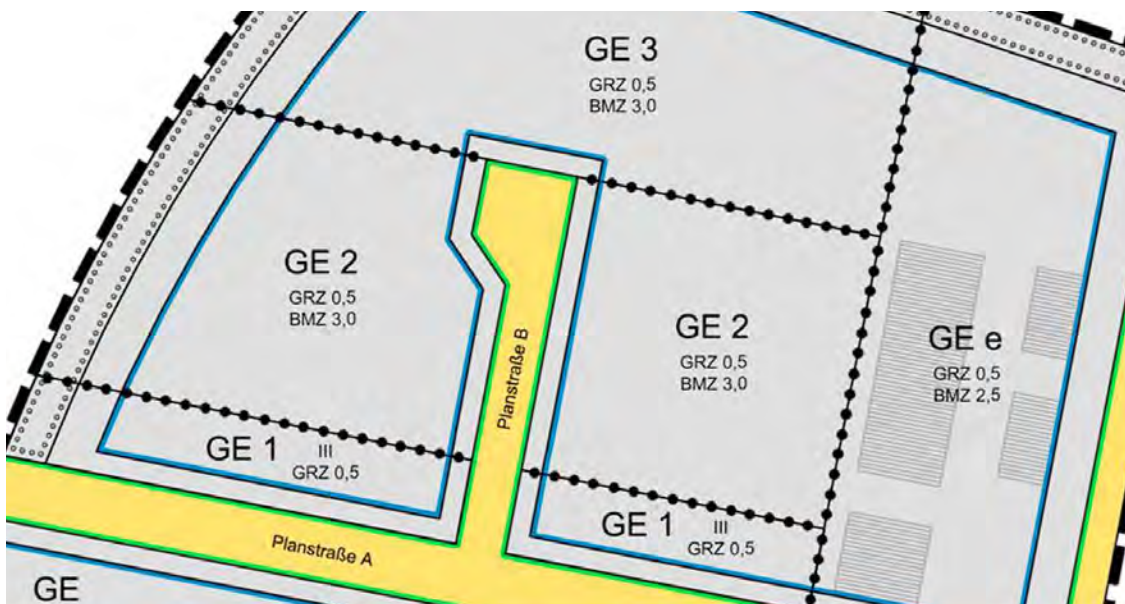 GE 3
GRZ 0,5
BMZ 3,0
GE 2
GRZ 0,5
BMZ 3,0
GE 2
GRZ 0,5
BMZ 3,0
GE e
GRZ 0,5
BMZ 2,5
Planstraße B
GE 1 III
GRZ 0,5
GE 1 III
GRZ 0,5
Planstraße A
GE